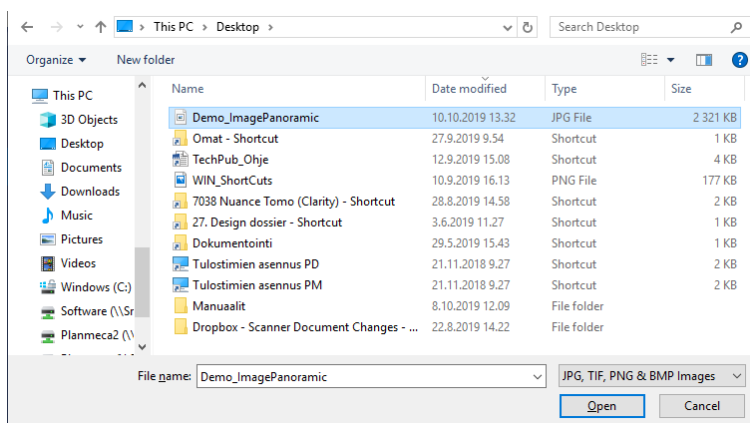 This PC > Desktop > Search Desktop
Organize New folder
Name Date modified Type Size
This PC
3D Objects
Desktop
Documents
Downloads
Music
Pictures
Videos
Windows (C:)
Software (\\Sr
Planmeca2 (\\
Demo_ImagePanoramic 10.10.2019 13.32 JPG File 2 321 KB
Omat - Shortcut 27.9.2019 9.54 Shortcut 1 KB
TechPub_Ohje 12.9.2019 15.08 Shortcut 4 KB
WIN_ShortCuts 10.9.2019 16.13 PNG File 177 KB
7038 Nuance Tomo (Clarity) - Shortcut 28.8.2019 14.58 Shortcut 2 KB
27. Design dossier - Shortcut 3.6.2019 11.27 Shortcut 1 KB
Dokumentointi 29.5.2019 15.43 Shortcut 1 KB
Tulostimien asennus PD 21.11.2018 9.27 Shortcut 2 KB
Tulostimien asennus PM 21.11.2018 9.27 Shortcut 2 KB
Manuaalit 8.10.2019 12.09 File folder
Dropbox - Scanner Document Changes - ... 22.8.2019 14.22 File folder
File name: Demo_ImagePanoramic JPG, TIF, PNG & BMP Images
Open Cancel